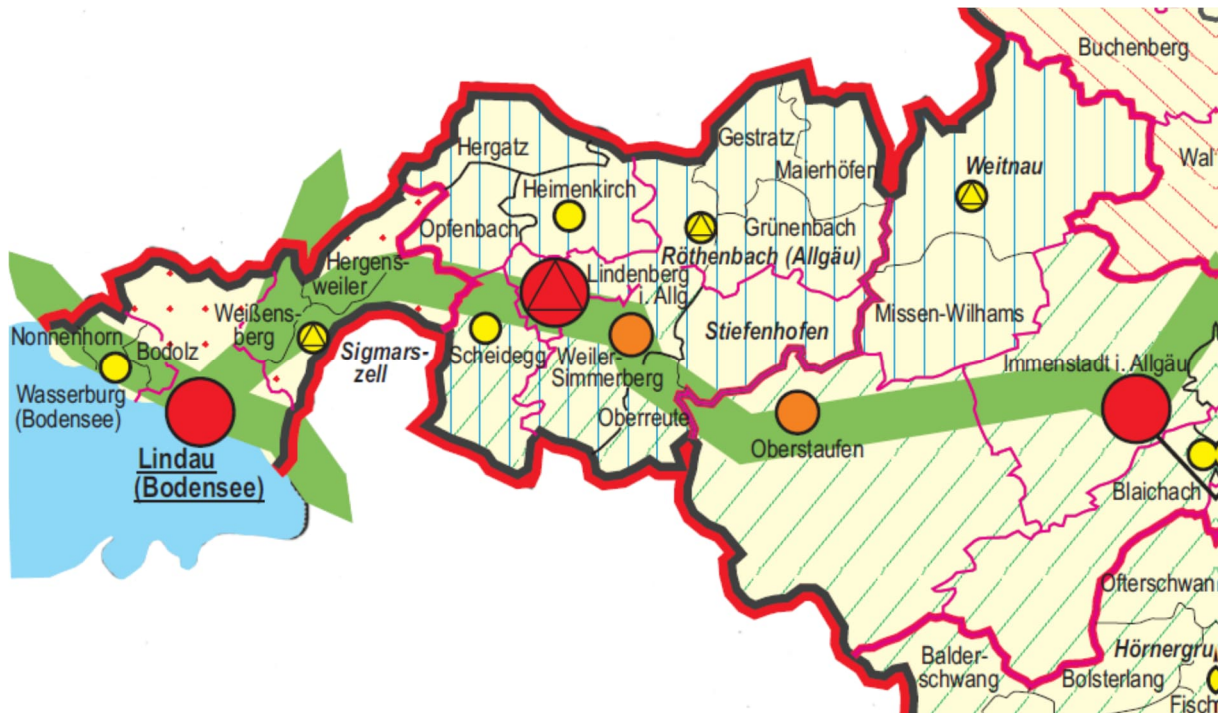 Buchenberg
Wal
Gestratz
Hergatz
Maierhöfen
Weitnau
Heimenkirch
Opfenbach
Grünenbach
Röthenbach (Allgäu)
Hergens-
weiler
Lindenberg
i. Allg
Weißens-
berg
Missen-Wilhams
Stiefenhofen
Nonnenhorn
Bodolz
Sigmars-
zell
Scheidegg
Weiler-
Simmerberg
Immenstadt i. Allgäu
Wasserburg
(Bodensee)
Oberreute
Oberstaufen
Lindau
(Bodensee)
Blaichach
Ofterschwan
Balder-
schwang
Hörnergru
Bolsterlang
Fisch